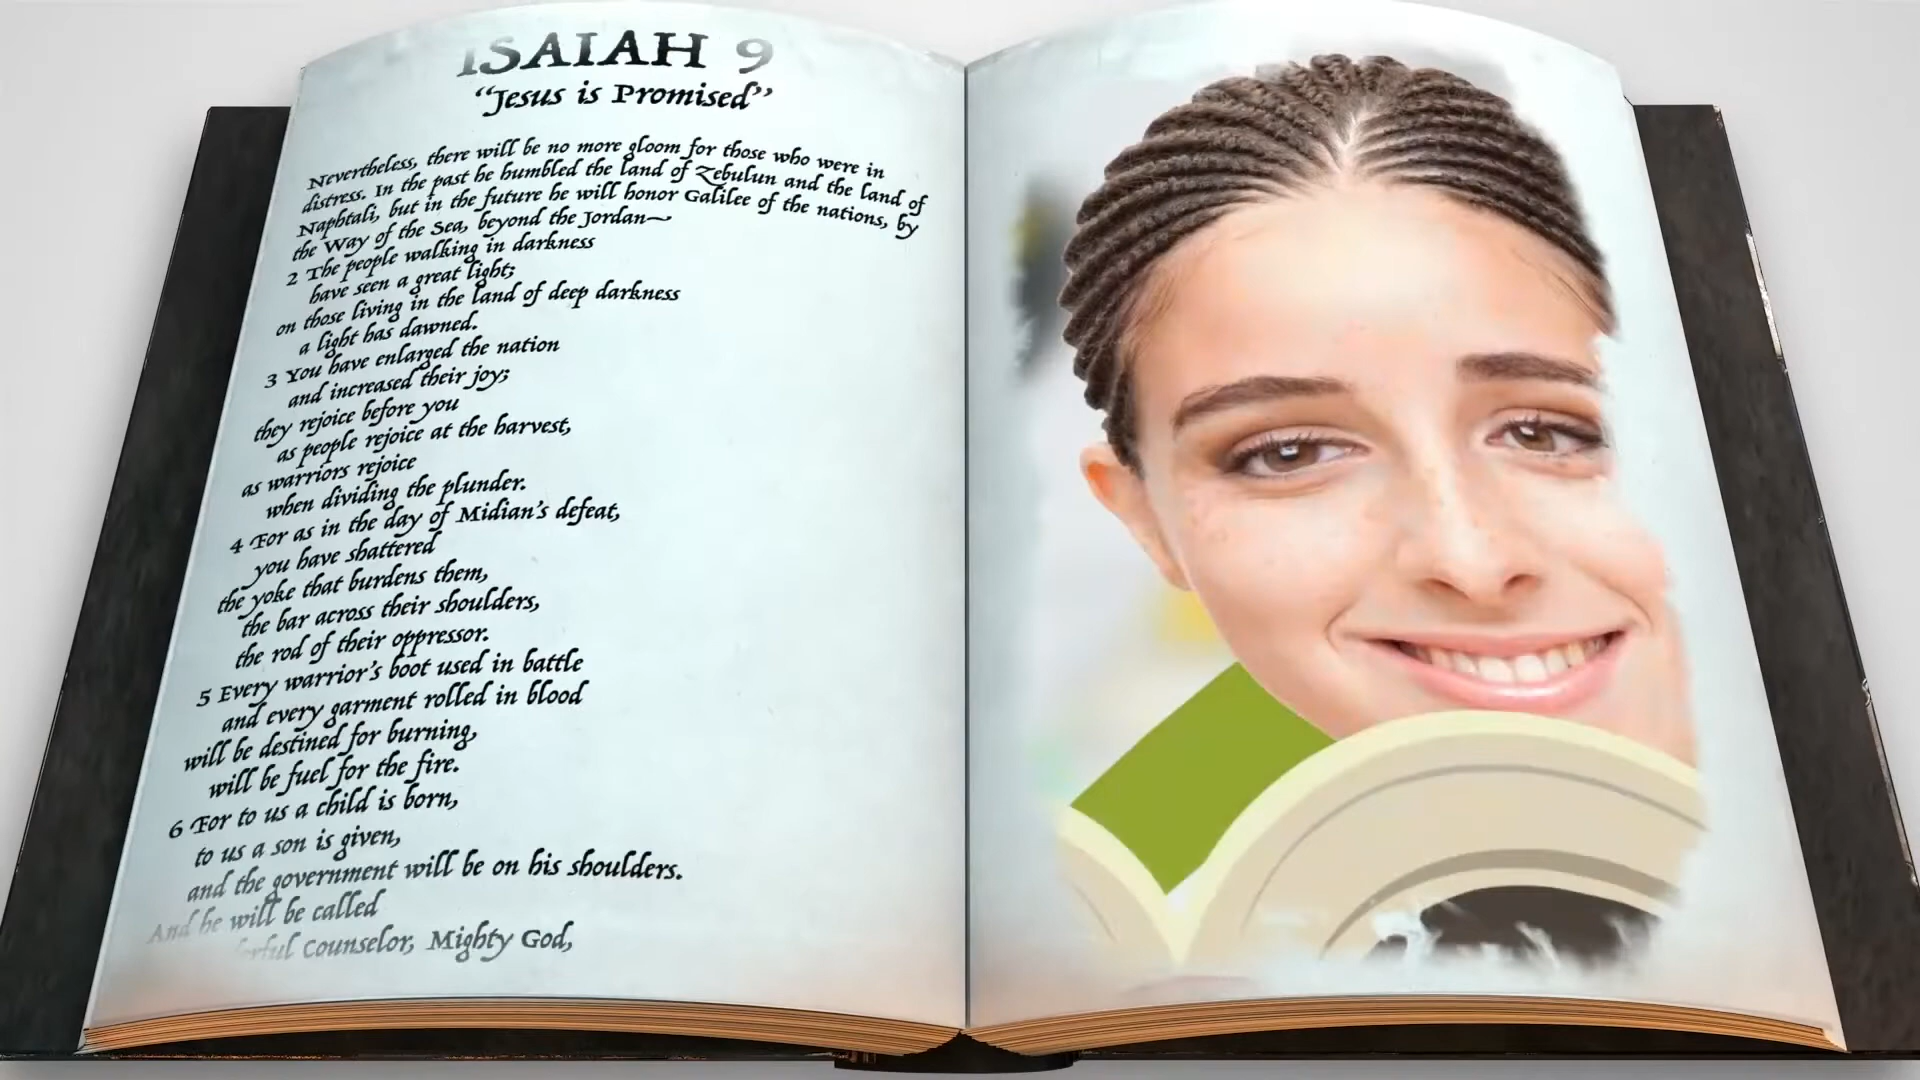 ISAIAH 9
“Jesus is Promised”
Nevertheless, there will be no more gloom for those who were in
distress. In the past he humbled the land of Zebulun and the land of
Naphtali, but in the future he will honor Galilee of the nations, by
the Way of the Sea, beyond the Jordan—
2 The people walking in darkness
have seen a great light;
on those living in the land of deep darkness
a light has dawned.
3 You have enlarged the nation
and increased their joy;
they rejoice before you
as people rejoice at the harvest,
as warriors rejoice
when dividing the plunder.
4 For as in the day of Midian’s defeat,
you have shattered
the yoke that burdens them,
the bar across their shoulders,
the rod of their oppressor.
5 Every warrior’s boot used in battle
and every garment rolled in blood
will be destined for burning,
will be fuel for the fire.
6 For to us a child is born,
to us a son is given,
and the government will be on his shoulders.
And he will be called
Counselor, Mighty God,